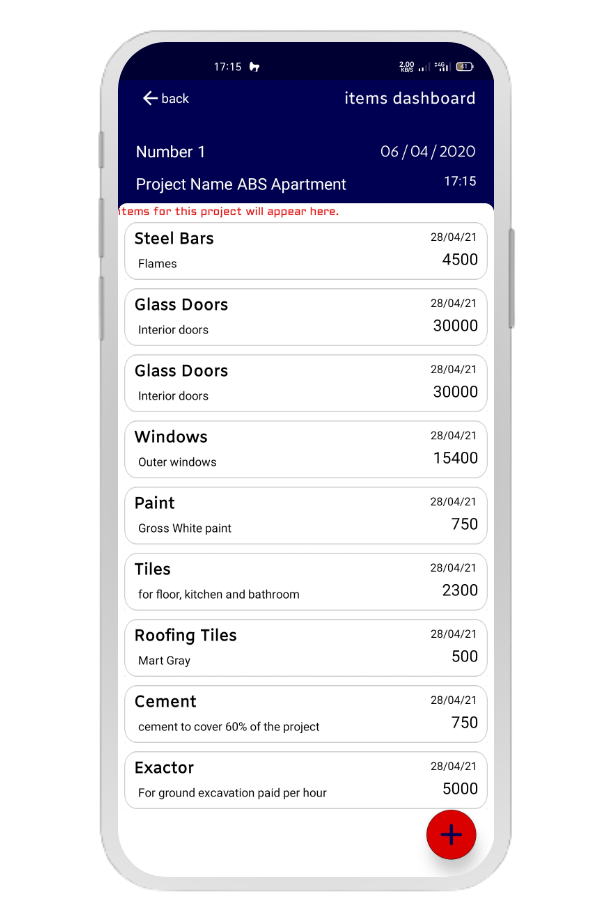 17:15 2.00 KB/S
back items dashboard
Number 1 06/04/2020
Project Name ABS Apartment 17:15
items for this project will appear here.
Steel Bars 28/04/21
Flames 4500
Glass Doors 28/04/21
Interior doors 30000
Glass Doors 28/04/21
Interior doors 30000
Windows 28/04/21
Outer windows 15400
Paint 28/04/21
Gross White paint 750
Tiles 28/04/21
for floor, kitchen and bathroom 2300
Roofing Tiles 28/04/21
Mart Gray 500
Cement 28/04/21
cement to cover 60% of the project 750
Exactor 28/04/21
For ground excavation paid per hour 5000
+